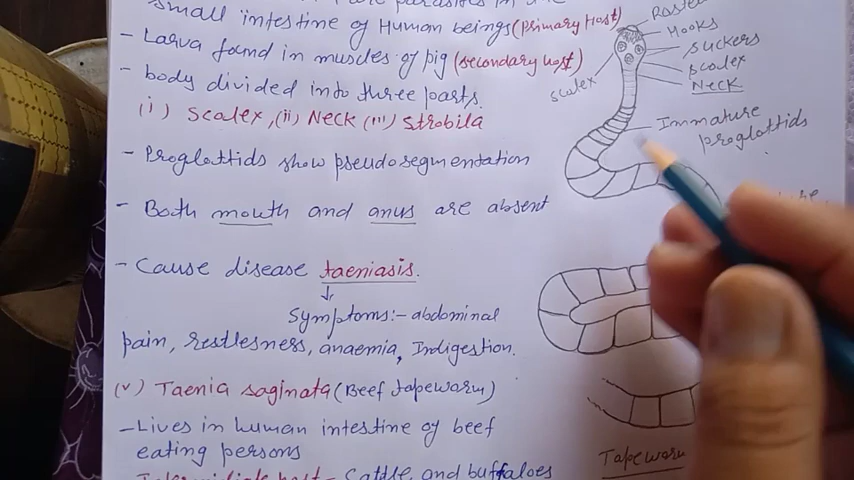 small intestine of Human beings (Primary Host)
- Larva found in muscles of pig (secondary host)
- body divided into three parts.
(i) Scolex, (ii) Neck (iii) Strobila
- Proglottids show pseudosegmentation
- Both mouth and anus are absent
- Cause disease taeniasis.
Symptoms:- abdominal
pain, restlesness, anaemia, Indigestion.
(v) Taenia saginata (Beef tapeworm)
- Lives in human intestine of beef
eating persons
host - Cattle and buffaloes
Hooks
suckers
scolex
Neck
scolex
Immature
proglottids
Tapeworm